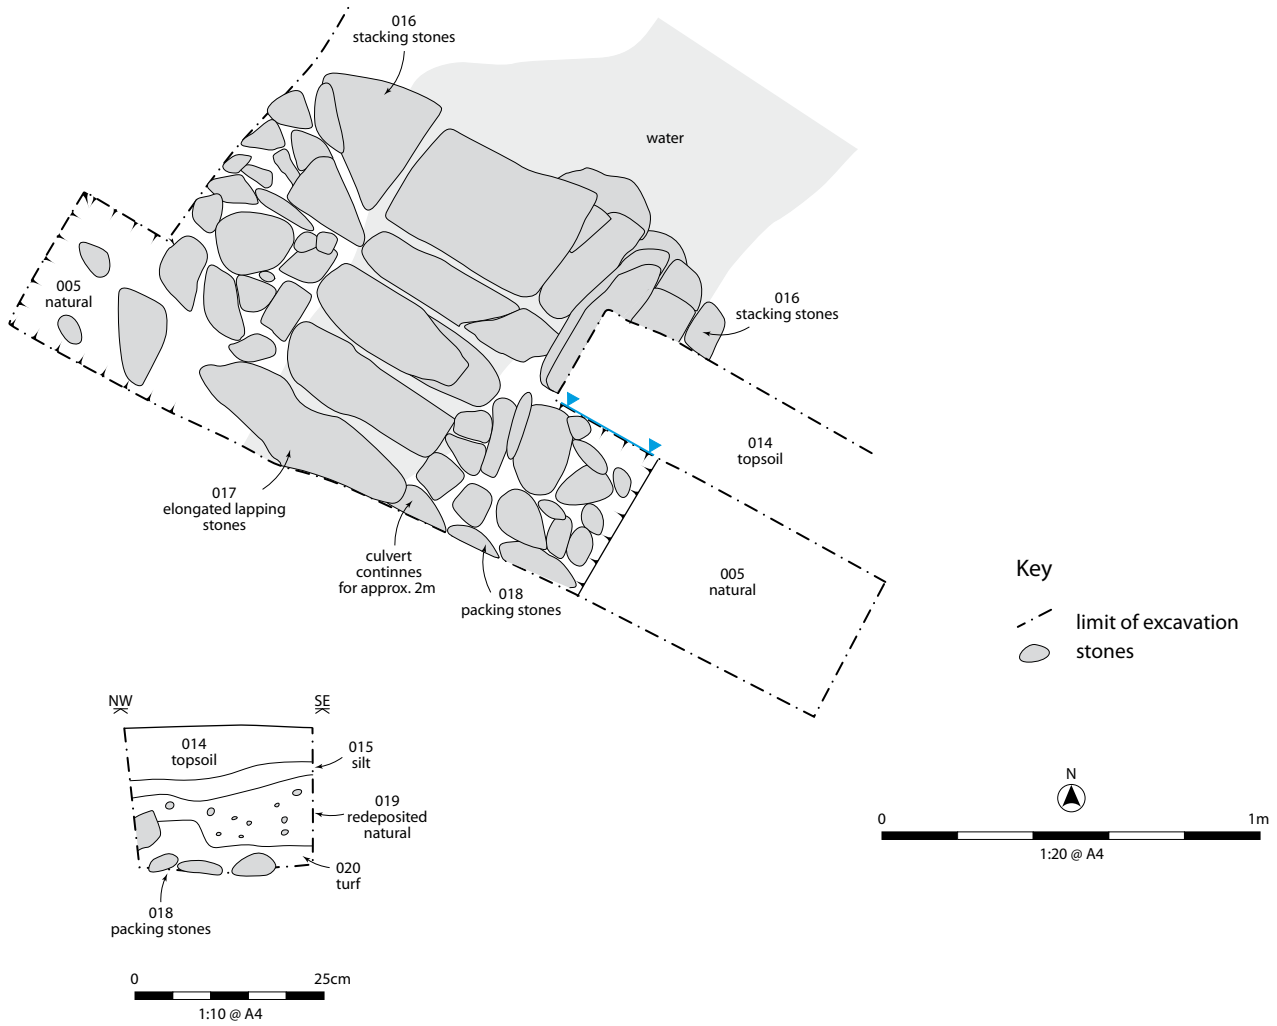 016
stacking stones
water
005
natural
016
stacking stones
014
topsoil
017
elongated lapping
stones
culvert
continnes
for approx. 2m
018
packing stones
005
natural
Key
limit of excavation
stones
NW
SE
014
topsoil
015
silt
019
redeposited
natural
020
turf
018
packing stones
0 25cm
1:10 @ A4
N
0 1m
1:20 @ A4